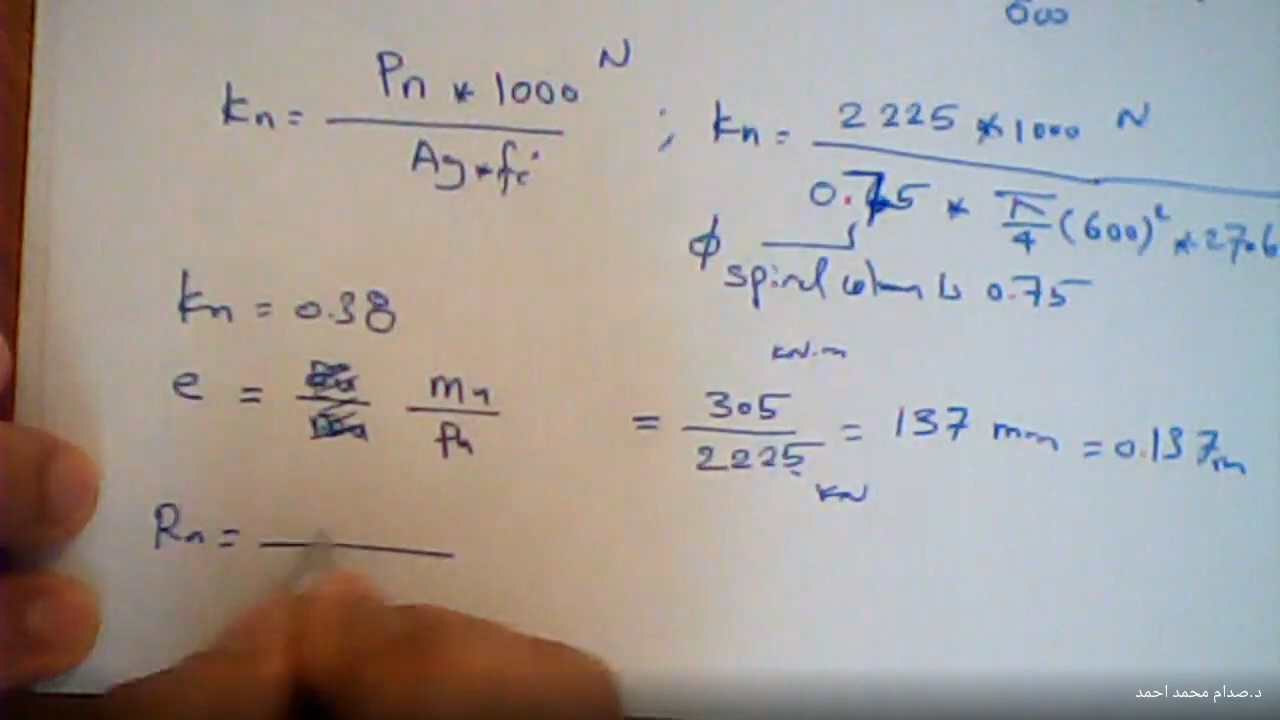 600
Kn = Pn * 1000 N / Ag * fc' ; Kn = 2225 * 1000 N / 0.75 * π/4 (600)² * 27.6
φ spiral column is 0.75
Kn = 0.38
e = Mn / Pn = 305 kN.m / 2225 kN = 137 mm = 0.137 m
Rn =
د.صدام محمد احمد